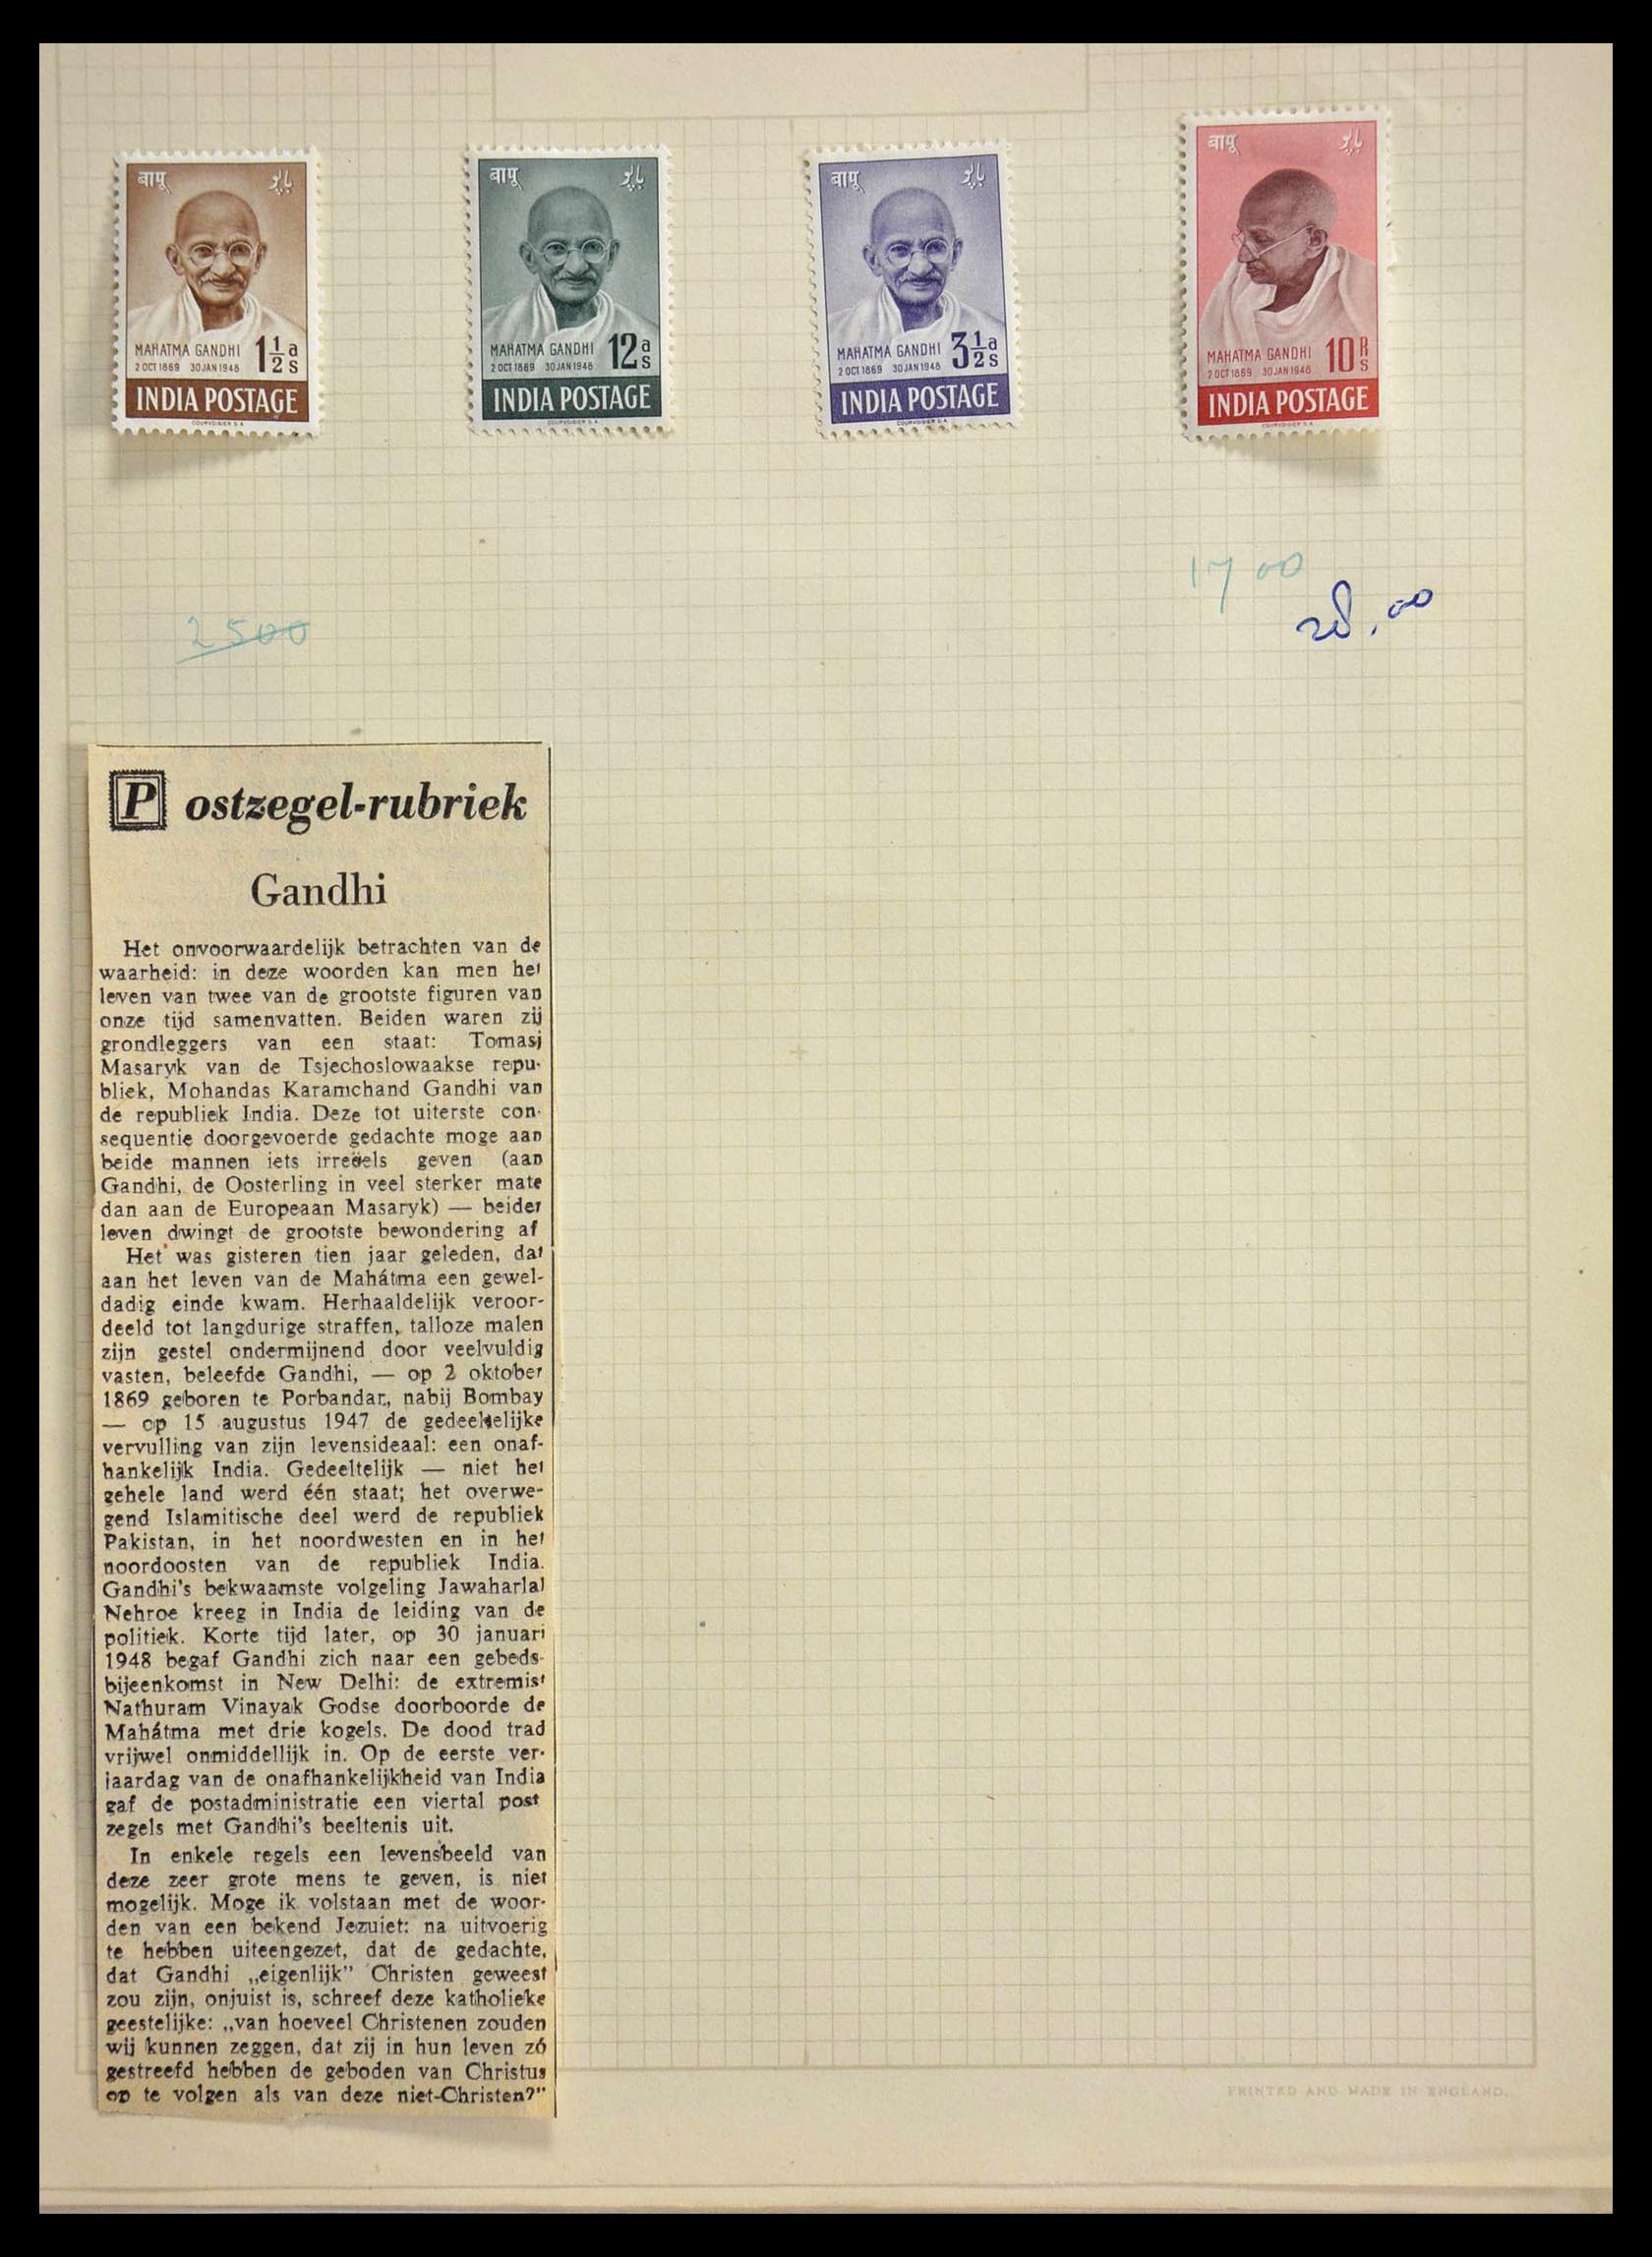 बापू بابو
MAHATMA GANDHI 1½ as
2 OCT 1869 30 JAN 1948
INDIA POSTAGE
COURVOISIER S.A.
बापू بابو
MAHATMA GANDHI 12 as
2 OCT 1869 30 JAN 1948
INDIA POSTAGE
COURVOISIER S.A.
बापू بابو
MAHATMA GANDHI 3½ as
2 OCT 1869 30 JAN 1948
INDIA POSTAGE
COURVOISIER S.A.
बापू بابو
MAHATMA GANDHI 10 Rs
2 OCT 1869 30 JAN 1948
INDIA POSTAGE
COURVOISIER S.A.
17 00
28.00
2500
Postzegel-rubriek
Gandhi
Het onvoorwaardelijk betrachten van de
waarheid: in deze woorden kan men het
leven van twee van de grootste figuren van
onze tijd samenvatten. Beiden waren zij
grondleggers van een staat: Tomasj
Masaryk van de Tsjechoslowaakse repu-
bliek, Mohandas Karamchand Gandhi van
de republiek India. Deze tot uiterste con-
sequentie doorgevoerde gedachte moge aan
beide mannen iets irreëels geven (aan
Gandhi, de Oosterling in veel sterker mate
dan aan de Europeaan Masaryk) — beider
leven dwingt de grootste bewondering af
Het was gisteren tien jaar geleden, dat
aan het leven van de Mahátma een gewel-
dadig einde kwam. Herhaaldelijk veroor-
deeld tot langdurige straffen, talloze malen
zijn gestel ondermijnend door veelvuldig
vasten, beleefde Gandhi, — op 2 oktober
1869 geboren te Porbandar, nabij Bombay
— op 15 augustus 1947 de gedeeltelijke
vervulling van zijn levensideaal: een onaf-
hankelijk India. Gedeeltelijk — niet het
gehele land werd één staat; het overwe-
gend Islamitische deel werd de republiek
Pakistan, in het noordwesten en in het
noordoosten van de republiek India.
Gandhi's bekwaamste volgeling Jawaharlal
Nehroe kreeg in India de leiding van de
politiek. Korte tijd later, op 30 januari
1948 begaf Gandhi zich naar een gebeds-
bijeenkomst in New Delhi: de extremist
Nathuram Vinayak Godse doorboorde de
Mahátma met drie kogels. De dood trad
vrijwel onmiddellijk in. Op de eerste ver-
jaardag van de onafhankelijkheid van India
gaf de postadministratie een viertal post
zegels met Gandhi's beeltenis uit.
In enkele regels een levensbeeld van
deze zeer grote mens te geven, is niet
mogelijk. Moge ik volstaan met de woor-
den van een bekend Jezuiet: na uitvoerig
te hebben uiteengezet, dat de gedachte,
dat Gandhi „eigenlijk" Christen geweest
zou zijn, onjuist is, schreef deze katholieke
geestelijke: „van hoeveel Christenen zouden
wij kunnen zeggen, dat zij in hun leven zó
gestreefd hebben de geboden van Christus
op te volgen als van deze niet-Christen?"
PRINTED AND MADE IN ENGLAND.